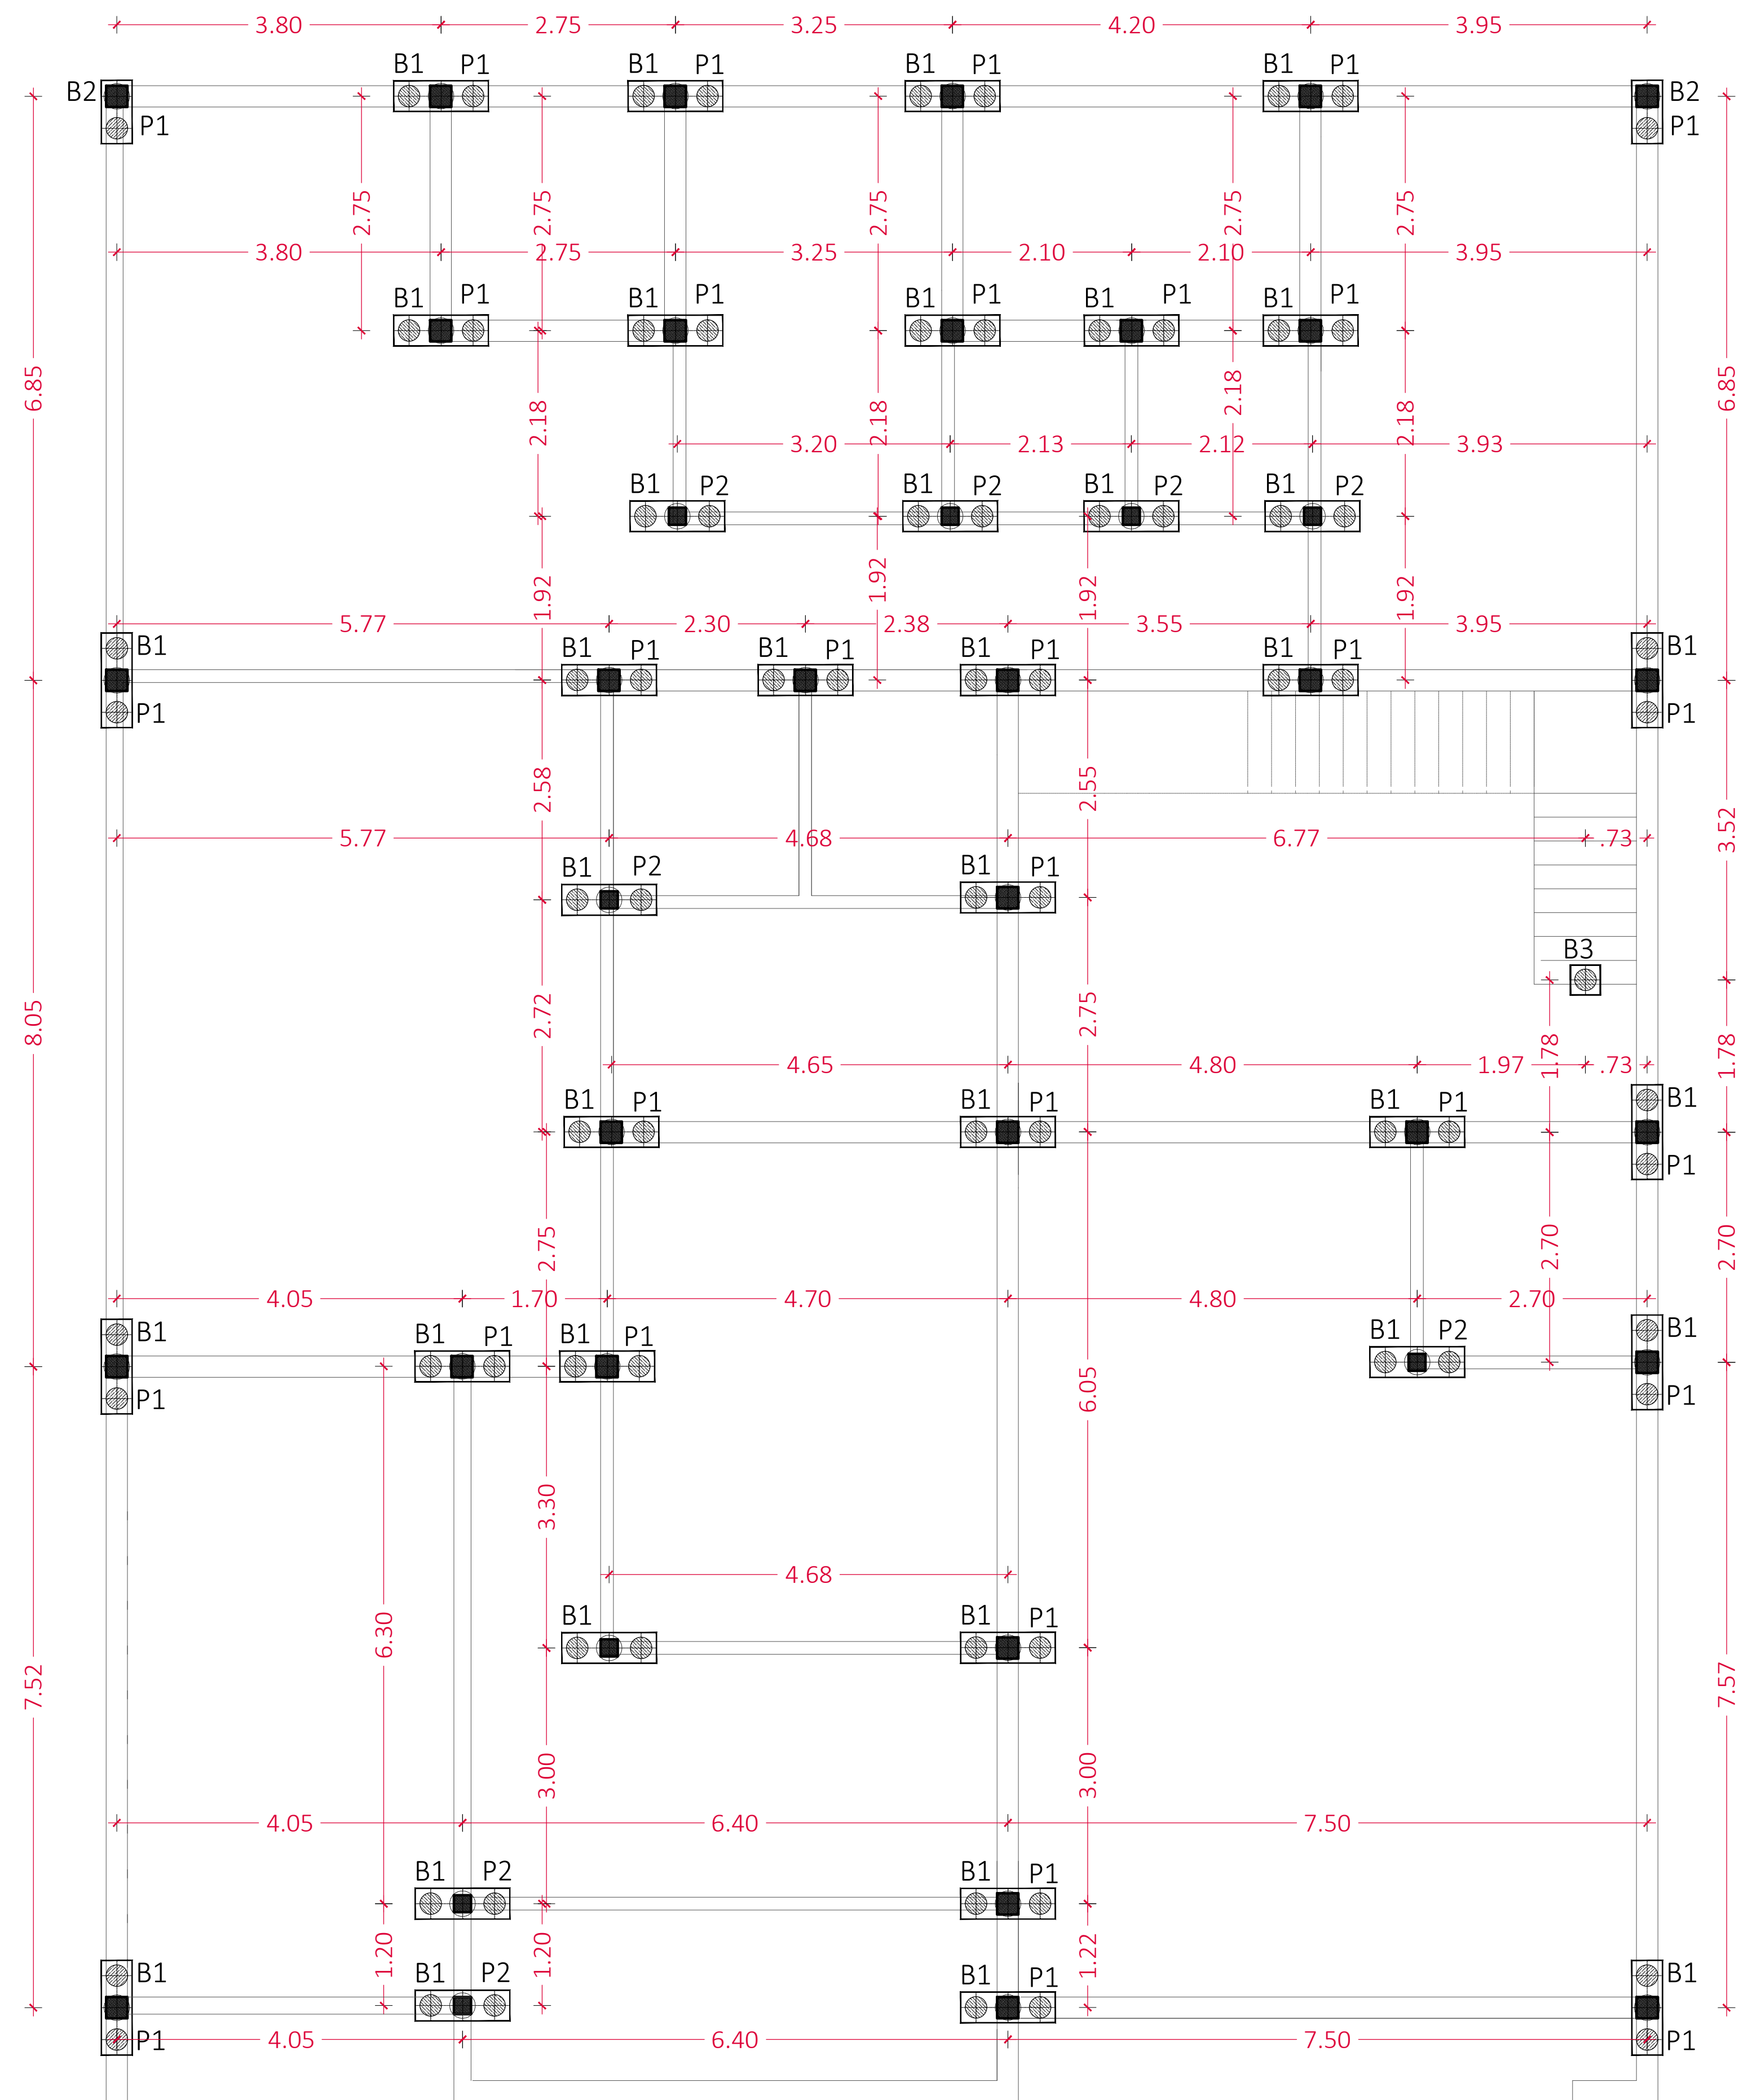 3.80 2.75 3.25 4.20 3.95
B1 P1 B1 P1 B1 P1 B1 P1
B2 B2
P1 P1
2.75 2.75 2.75 2.75 2.75
3.80 2.75 3.25 2.10 2.10 3.95
B1 P1 B1 P1 B1 P1 B1 P1 B1 P1
6.85 6.85
2.18 2.18 2.18 2.18
3.20 2.13 2.12 3.93
B1 P2 B1 P2 B1 P2 B1 P2
1.92 1.92 1.92 1.92
5.77 2.30 2.38 3.55 3.95
B1 B1 P1 B1 P1 B1 P1 B1 P1 B1
P1 P1
2.58 2.55
5.77 4.68 6.77 .73
3.52
B1 P2 B1 P1
B3
8.05 2.72 2.75 1.78 1.78
4.65 4.80 1.97 .73
B1 P1 B1 P1 B1 P1 B1
P1
2.75 2.70 2.70
4.05 1.70 4.70 4.80 2.70
B1 B1 P1 B1 P1 B1 P2 B1
P1 P1
6.05
3.30
4.68
B1 B1 P1
6.30
7.52 7.57
3.00 3.00
4.05 6.40 7.50
B1 P2 B1 P1
1.20 1.20 1.22
B1 B1 P2 B1 P1 B1
P1 4.05 6.40 7.50 P1